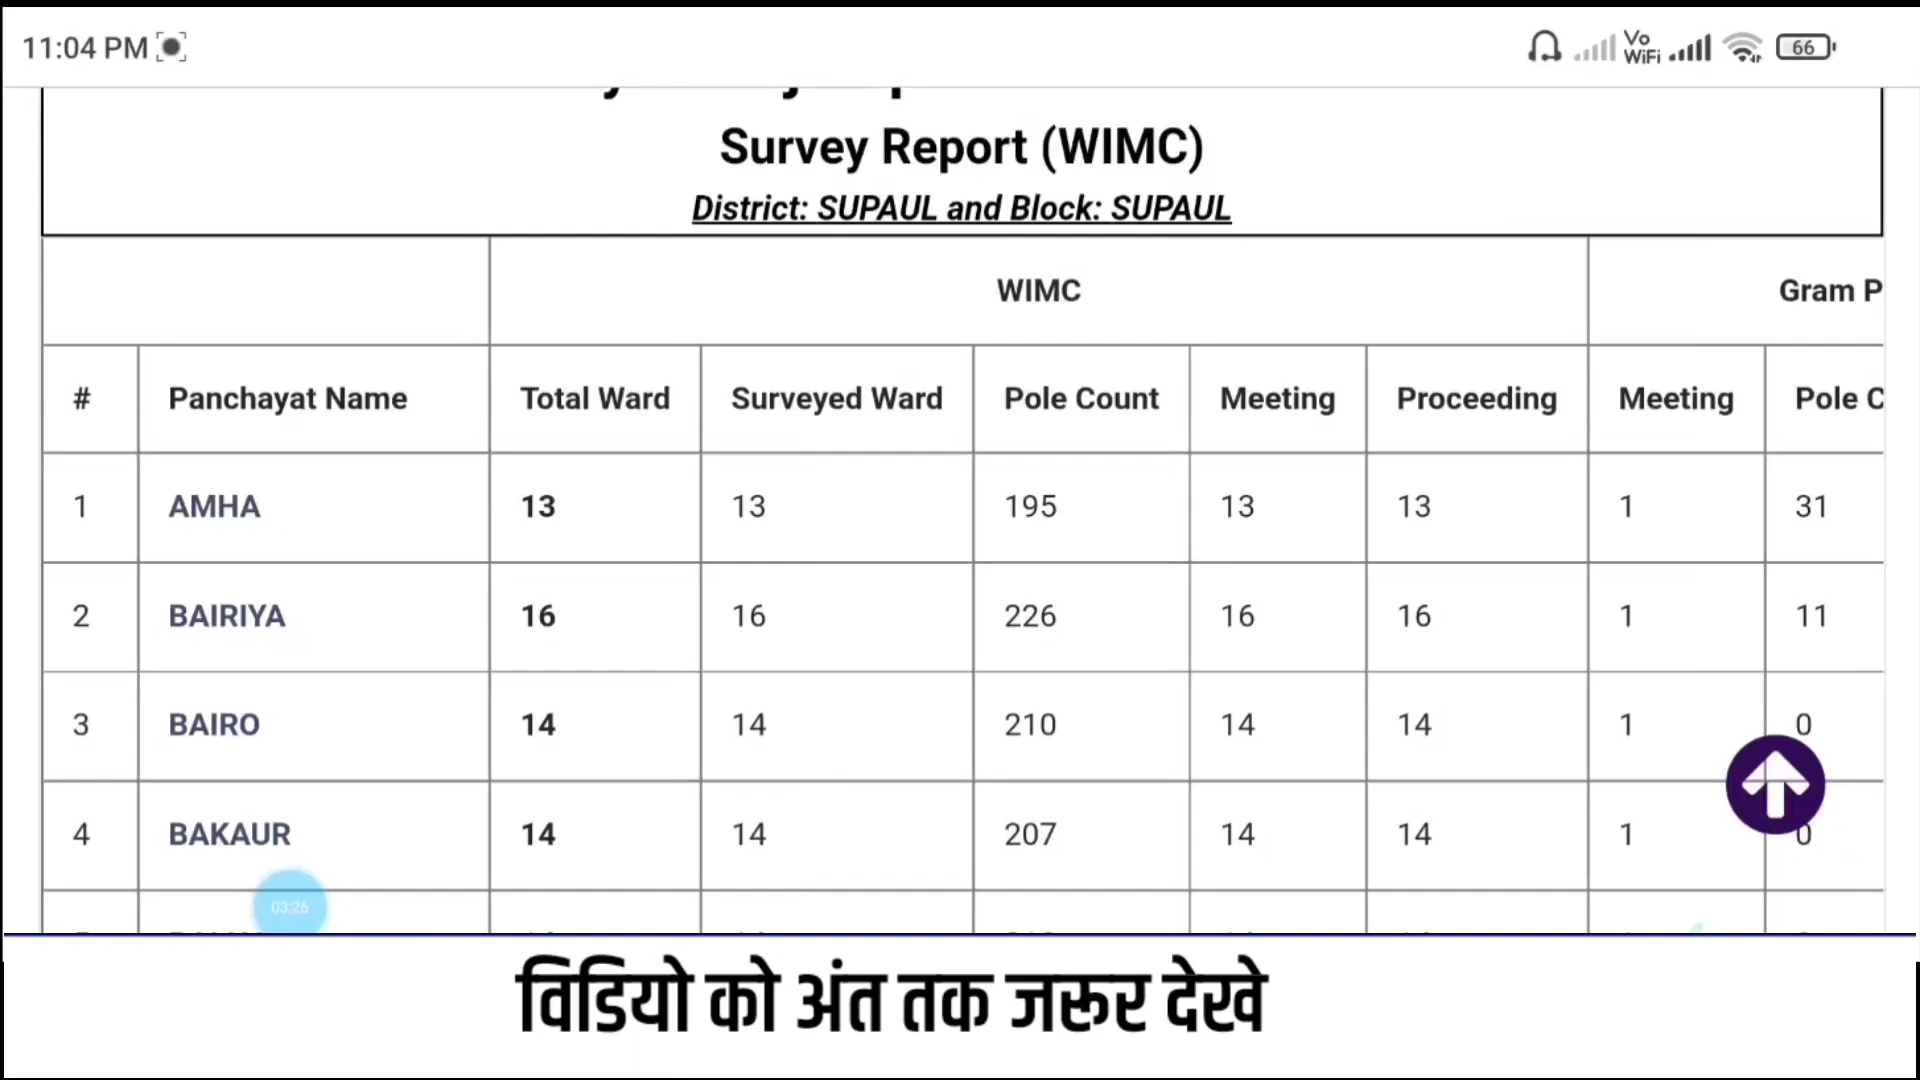 11:04 PM
Vo WiFi 66
Survey Report (WIMC)
District: SUPAUL and Block: SUPAUL
WIMC Gram P
# Panchayat Name Total Ward Surveyed Ward Pole Count Meeting Proceeding Meeting Pole C
1 AMHA 13 13 195 13 13 1 31
2 BAIRIYA 16 16 226 16 16 1 11
3 BAIRO 14 14 210 14 14 1 0
4 BAKAUR 14 14 207 14 14 1 0
03:26
विडियो को अंत तक जरूर देखे